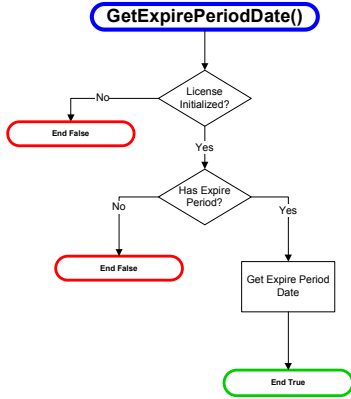 GetExpirePeriodDate()
License
Initialized?
No
End False
Yes
Has Expire
Period?
No
Yes
End False
Get Expire Period
Date
End True